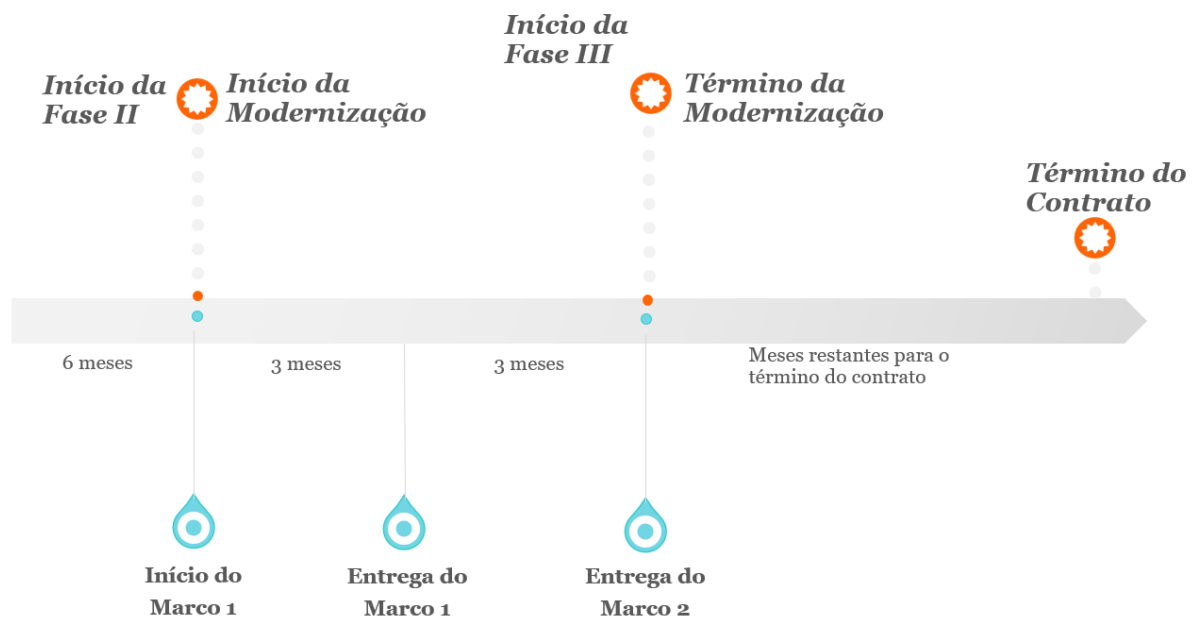 Início da
Fase III
Início da
Fase II
Início da
Modernização
Término da
Modernização
Término do
Contrato
6 meses
3 meses
3 meses
Meses restantes para o
término do contrato
Início do
Marco 1
Entrega do
Marco 1
Entrega do
Marco 2